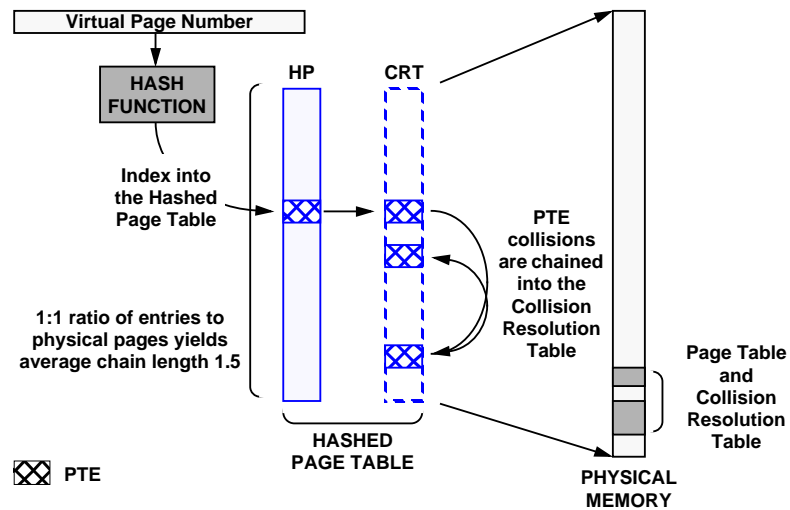 Virtual Page Number
HASH
FUNCTION
HP
CRT
Index into
the Hashed
Page Table
PTE
collisions
are chained
into the
Collision
Resolution
Table
1:1 ratio of entries to
physical pages yields
average chain length 1.5
Page Table
and
Collision
Resolution
Table
HASHED
PAGE TABLE
PTE
PHYSICAL
MEMORY